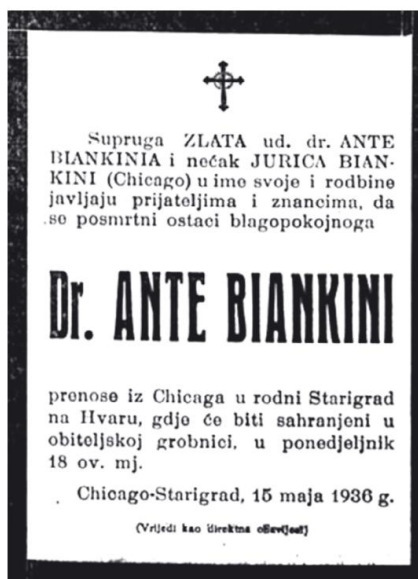 Supruga ZLATA ud. dr. ANTE
BIANKINIA i nećak JURICA BIAN-
KINI (Chicago) u ime svoje i rodbine
javljaju prijateljima i znancima, da
se posmrtni ostaci blagopokojnoga
Dr. ANTE BIANKINI
prenose iz Chicaga u rodni Starigrad
na Hvaru, gdje će biti sahranjeni u
obiteljskoj grobnici, u ponedjeljnik
18 ov. mj.
Chicago-Starigrad, 15 maja 1936 g.
(Vrijedi kao direktna obavijest)